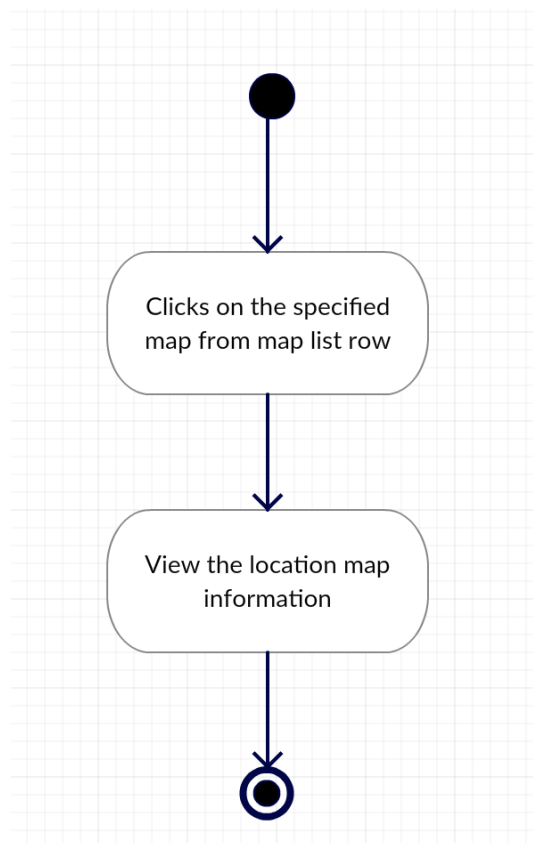 Clicks on the specified
map from map list row
View the location map
information